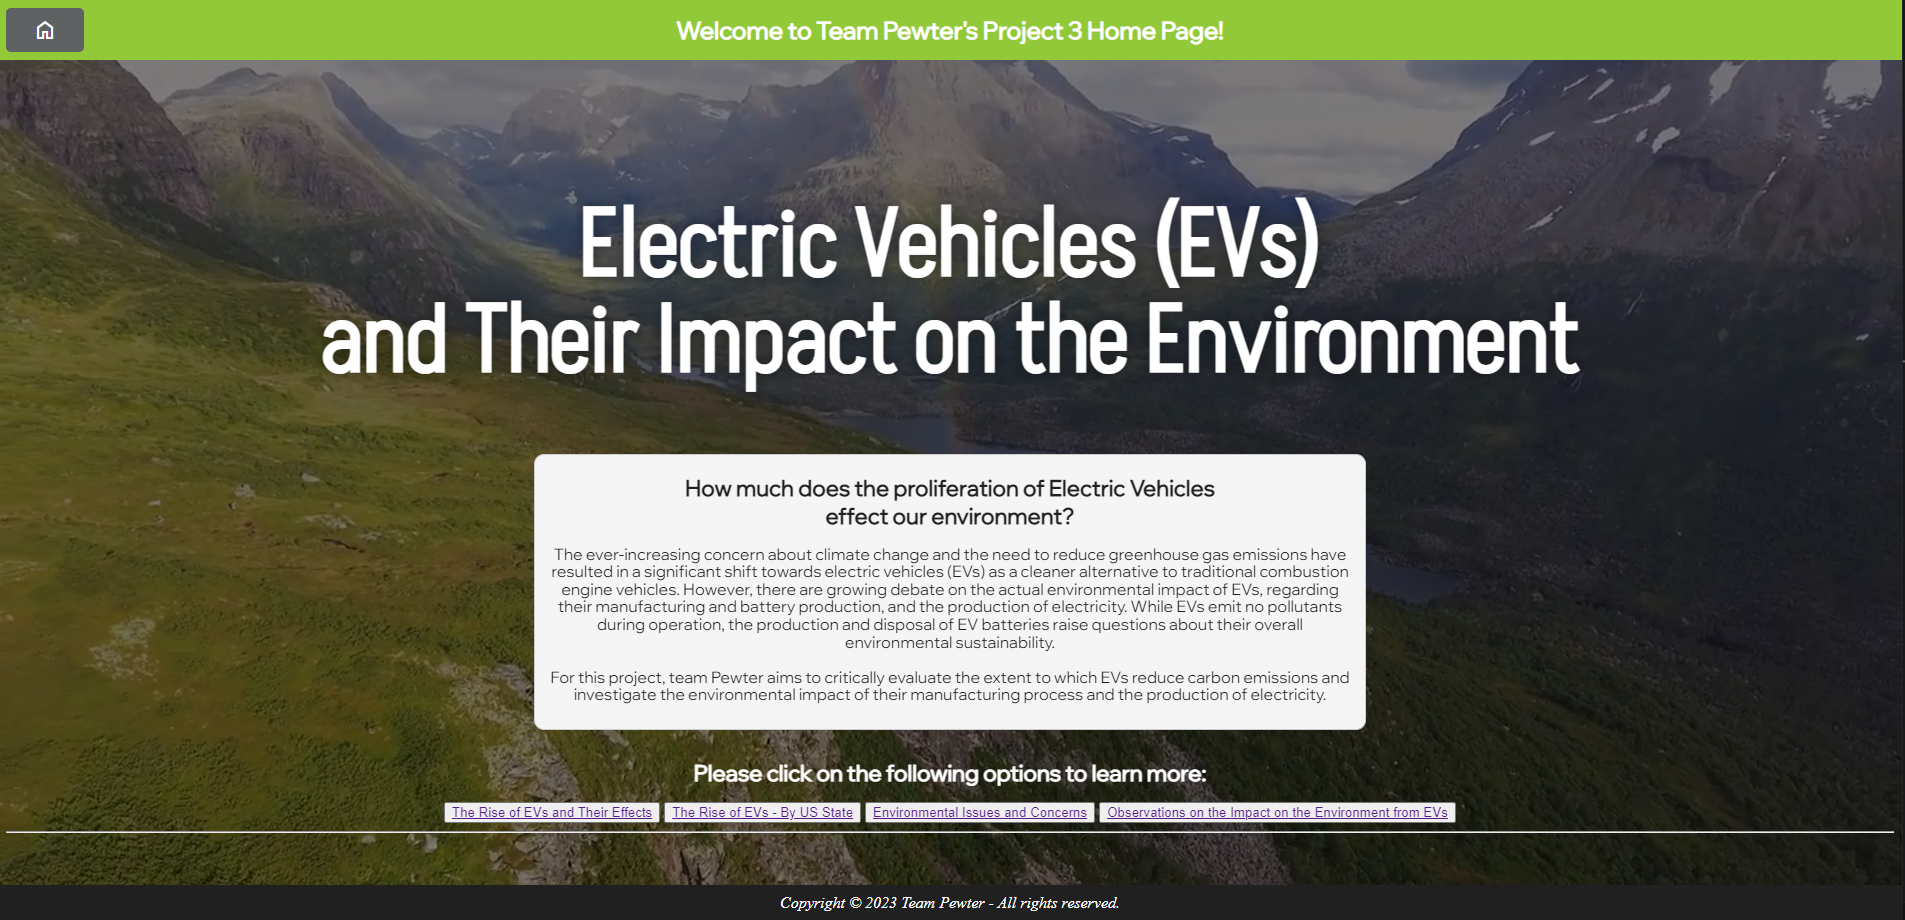 Welcome to Team Pewter's Project 3 Home Page!
Electric Vehicles (EVs)
and Their Impact on the Environment
How much does the proliferation of Electric Vehicles
effect our environment?
The ever-increasing concern about climate change and the need to reduce greenhouse gas emissions have
resulted in a significant shift towards electric vehicles (EVs) as a cleaner alternative to traditional combustion
engine vehicles. However, there are growing debate on the actual environmental impact of EVs, regarding
their manufacturing and battery production, and the production of electricity. While EVs emit no pollutants
during operation, the production and disposal of EV batteries raise questions about their overall
environmental sustainability.
For this project, team Pewter aims to critically evaluate the extent to which EVs reduce carbon emissions and
investigate the environmental impact of their manufacturing process and the production of electricity.
Please click on the following options to learn more:
The Rise of EVs and Their Effects The Rise of EVs - By US State Environmental Issues and Concerns Observations on the Impact on the Environment from EVs
Copyright © 2023 Team Pewter - All rights reserved.